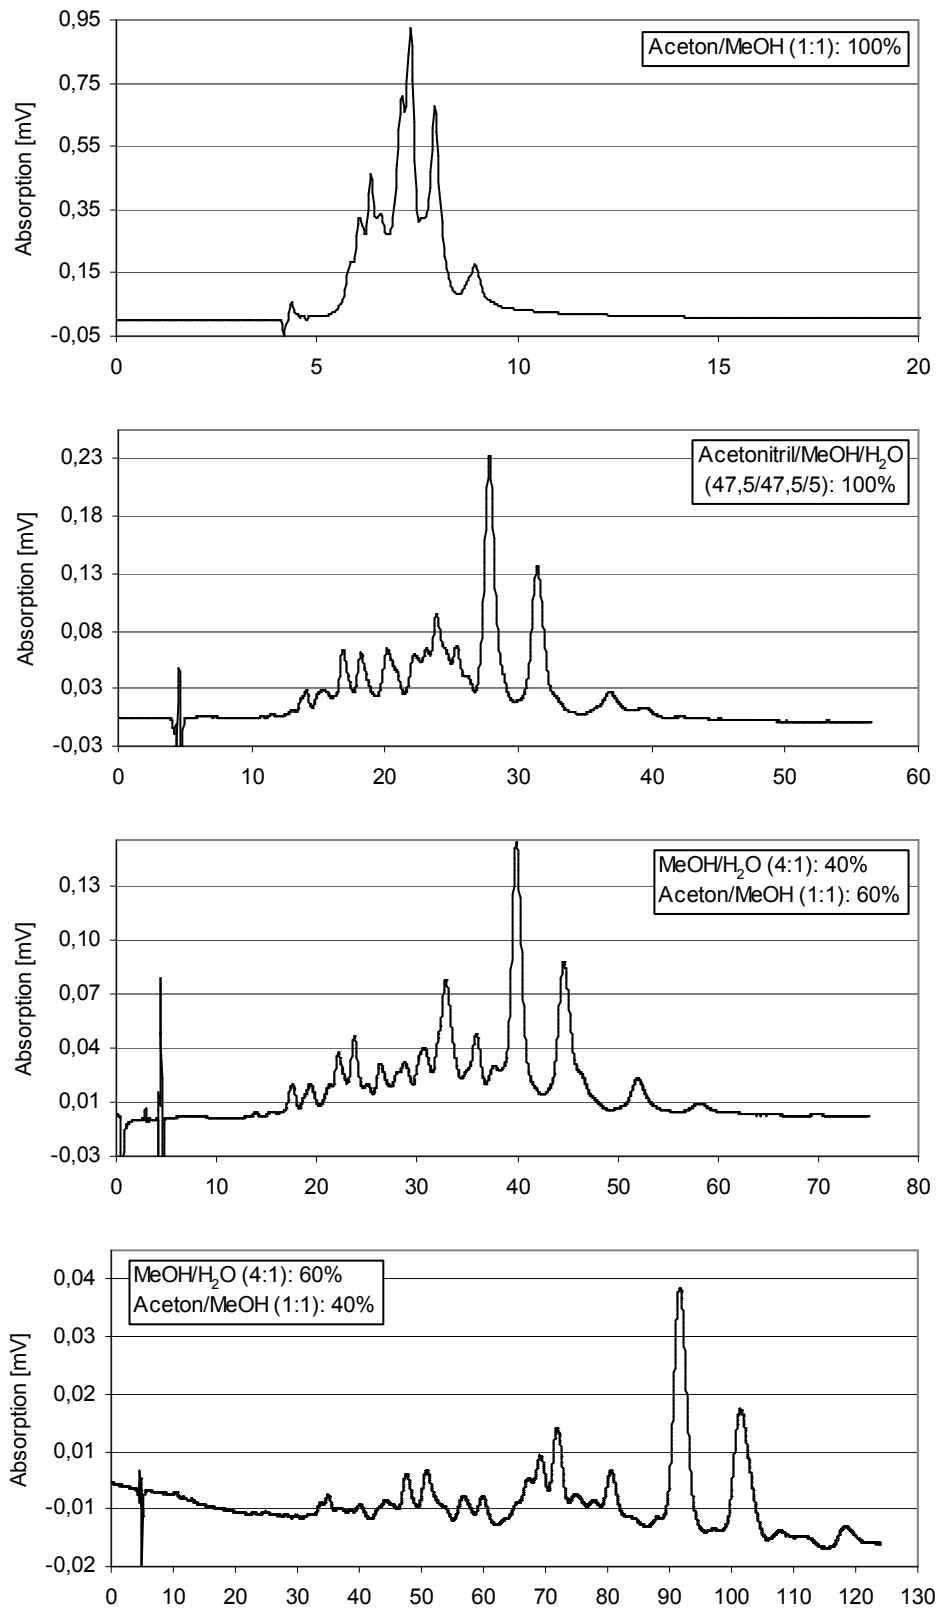 0,95
Aceton/MeOH (1:1): 100%
0,75
0,55
0,35
0,15
-0,05
Absorption [mV]
0 5 10 15 20
0,23
Acetonitril/MeOH/H₂O
(47,5/47,5/5): 100%
0,18
0,13
0,08
0,03
-0,03
Absorption [mV]
0 10 20 30 40 50 60
MeOH/H₂O (4:1): 40%
Aceton/MeOH (1:1): 60%
0,13
0,10
0,07
0,04
0,01
-0,03
Absorption [mV]
0 10 20 30 40 50 60 70 80
MeOH/H₂O (4:1): 60%
Aceton/MeOH (1:1): 40%
0,04
0,03
0,02
0,01
-0,01
-0,02
Absorption [mV]
0 10 20 30 40 50 60 70 80 90 100 110 120 130